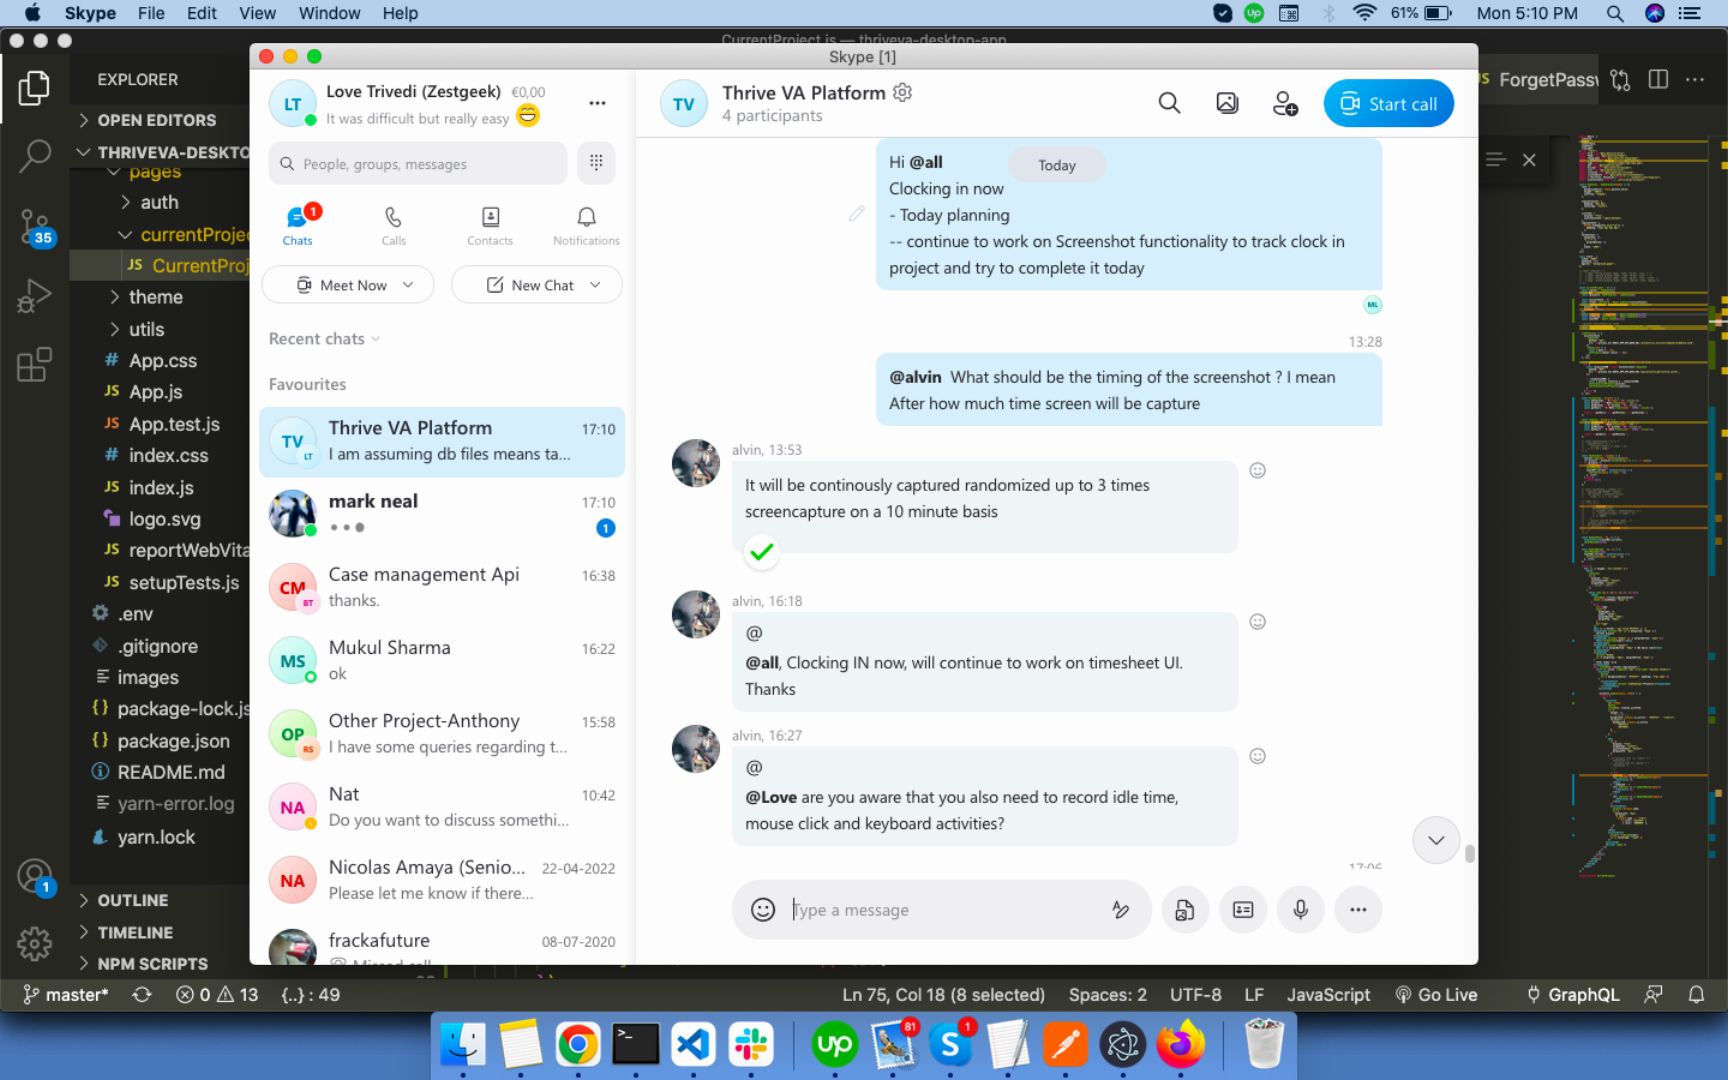 Skype File Edit View Window Help
61% Mon 5:10 PM
CurrentProject.js — thriveva-desktop-app
EXPLORER
OPEN EDITORS
THRIVEVA-DESKTO
pages
auth
currentProje
JS CurrentProj
theme
utils
# App.css
JS App.js
JS App.test.js
# index.css
JS index.js
logo.svg
JS reportWebVita
JS setupTests.js
.env
.gitignore
images
{} package-lock.js
{} package.json
README.md
yarn-error.log
yarn.lock
OUTLINE
TIMELINE
NPM SCRIPTS
35
1
Skype [1]
LT
Love Trivedi (Zestgeek) €0,00
It was difficult but really easy
People, groups, messages
1
Chats Calls Contacts Notifications
Meet Now New Chat
Recent chats
Favourites
TV LT
Thrive VA Platform 17:10
I am assuming db files means ta...
mark neal 17:10
1
CM BT
Case management Api 16:38
thanks.
MS
Mukul Sharma 16:22
ok
OP RS
Other Project-Anthony 15:58
I have some queries regarding t...
NA
Nat 10:42
Do you want to discuss somethi...
NA
Nicolas Amaya (Senio... 22-04-2022
Please let me know if there...
frackafuture 08-07-2020
Missed call
TV
Thrive VA Platform
4 participants
Start call
Today
Hi @all
Clocking in now
- Today planning
-- continue to work on Screenshot functionality to track clock in
project and try to complete it today
ML
13:28
@alvin What should be the timing of the screenshot ? I mean
After how much time screen will be capture
alvin, 13:53
It will be continously captured randomized up to 3 times
screencapture on a 10 minute basis
alvin, 16:18
@
@all, Clocking IN now, will continue to work on timesheet UI.
Thanks
alvin, 16:27
@
@Love are you aware that you also need to record idle time,
mouse click and keyboard activities?
17:06
Type a message
JS ForgetPassw
master* 0 13 {..} : 49
Ln 75, Col 18 (8 selected) Spaces: 2 UTF-8 LF JavaScript Go Live GraphQL
up 81 S 1